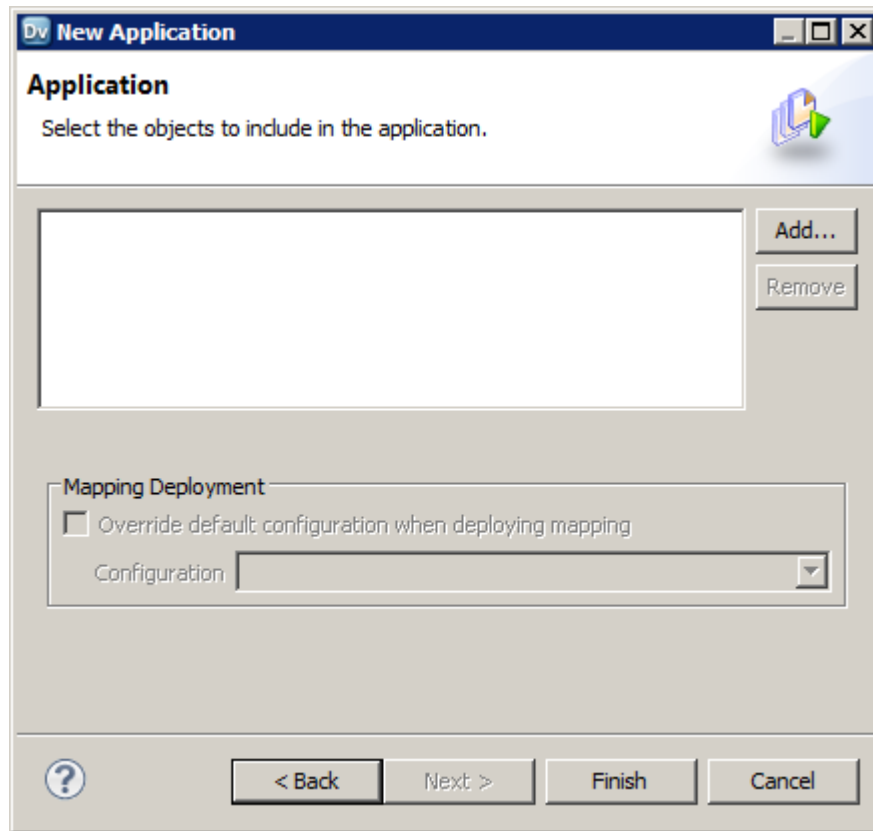 Dv New Application
Application
Select the objects to include in the application.
Add...
Remove
Mapping Deployment
Override default configuration when deploying mapping
Configuration
? < Back Next > Finish Cancel